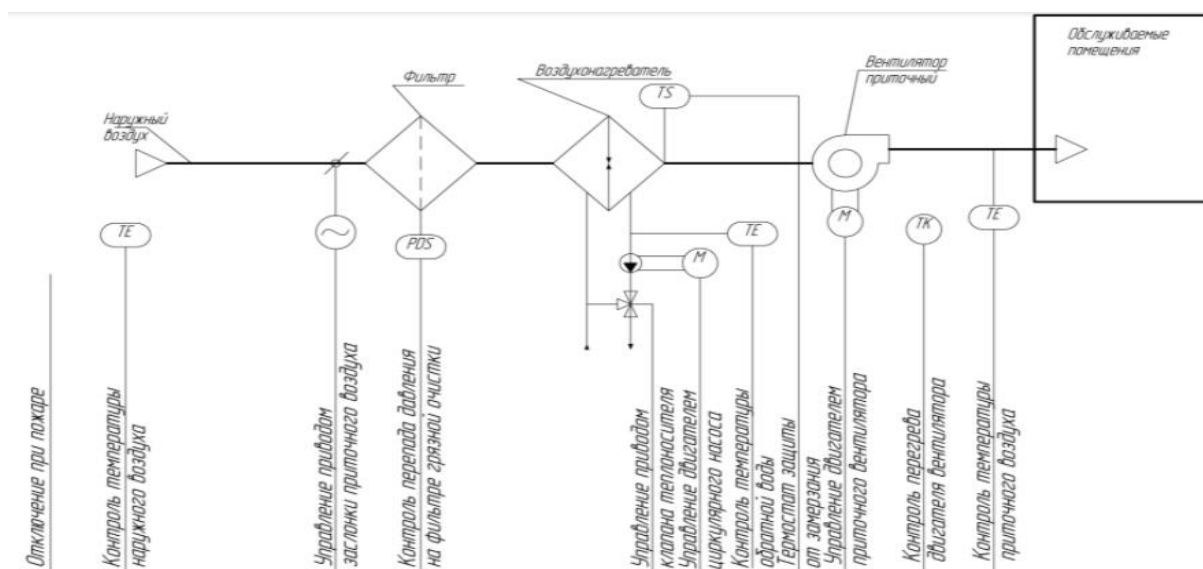 Обслуживаемые
помещения
Вентилятор
приточный
Воздухонагреватель
Фильтр
TS
Наружный
воздух
TE
PDS
M
TE
M
TK
TE
Отключение при пожаре
Контроль температуры
наружного воздуха
Управление приводом
заслонки приточного воздуха
Контроль перепада давления
на фильтре грязной очистки
Управление приводом
клапана теплоносителя
Управление двигателем
циркулярного насоса
Контроль температуры
обратной воды
Термостат защиты
от замерзания
Управление двигателем
приточного вентилятора
Контроль перегрева
двигателя вентилятора
Контроль температуры
приточного воздуха